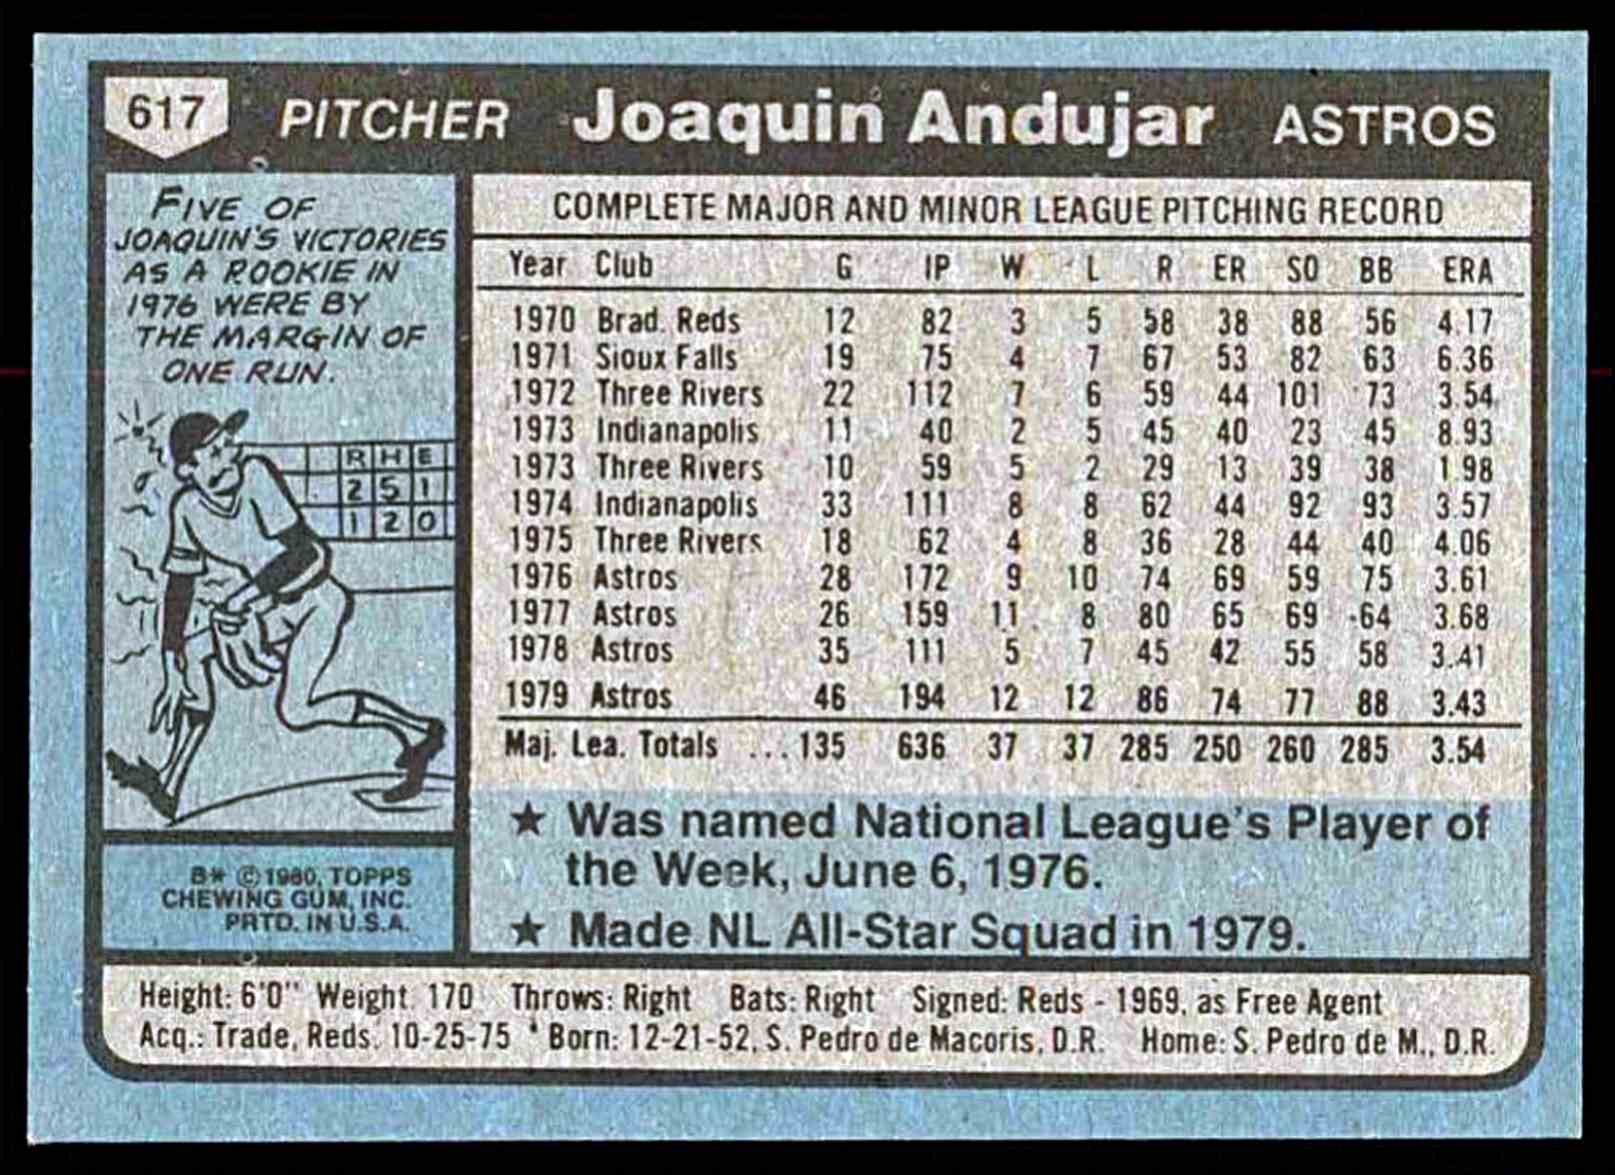 617 PITCHER Joaquin Andujar ASTROS
FIVE OF
JOAQUIN'S VICTORIES
AS A ROOKIE IN
1976 WERE BY
THE MARGIN OF
ONE RUN.
R H E
2 5 1
1 2 0
B* © 1980, TOPPS
CHEWING GUM, INC.
PRTD. IN U.S.A.
COMPLETE MAJOR AND MINOR LEAGUE PITCHING RECORD
Year Club G IP W L R ER SO BB ERA
1970 Brad. Reds 12 82 3 5 58 38 88 56 4.17
1971 Sioux Falls 19 75 4 7 67 53 82 63 6.36
1972 Three Rivers 22 112 7 6 59 44 101 73 3.54
1973 Indianapolis 11 40 2 5 45 40 23 45 8.93
1973 Three Rivers 10 59 5 2 29 13 39 38 1.98
1974 Indianapolis 33 111 8 8 62 44 92 93 3.57
1975 Three Rivers 18 62 4 8 36 28 44 40 4.06
1976 Astros 28 172 9 10 74 69 59 75 3.61
1977 Astros 26 159 11 8 80 65 69 64 3.68
1978 Astros 35 111 5 7 45 42 55 58 3.41
1979 Astros 46 194 12 12 86 74 77 88 3.43
Maj. Lea. Totals ...135 636 37 37 285 250 260 285 3.54
★ Was named National League's Player of
the Week, June 6, 1976.
★ Made NL All-Star Squad in 1979.
Height: 6'0" Weight: 170 Throws: Right Bats: Right Signed: Reds - 1969, as Free Agent
Acq.: Trade, Reds, 10-25-75 * Born: 12-21-52, S. Pedro de Macoris, D.R. Home: S. Pedro de M., D.R.